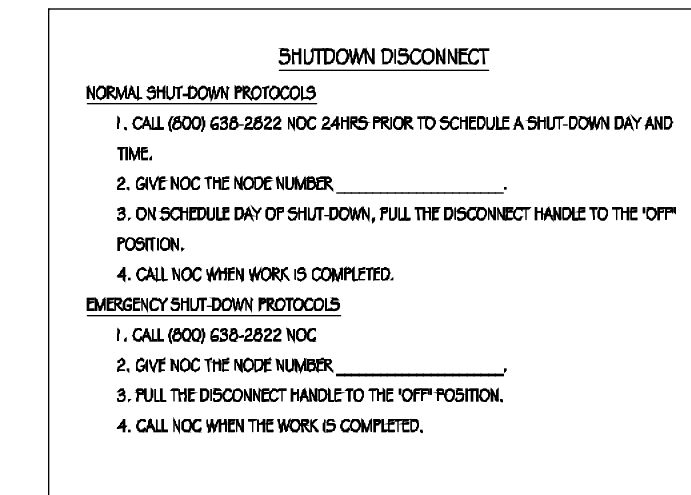 SHUTDOWN DISCONNECT
NORMAL SHUT-DOWN PROTOCOLS
1. CALL (800) 638-2822 NOC 24HRS PRIOR TO SCHEDULE A SHUT-DOWN DAY AND
TIME.
2. GIVE NOC THE NODE NUMBER ____________________.
3. ON SCHEDULE DAY OF SHUT-DOWN, PULL THE DISCONNECT HANDLE TO THE "OFF"
POSITION.
4. CALL NOC WHEN WORK IS COMPLETED.
EMERGENCY SHUT-DOWN PROTOCOLS
1. CALL (800) 638-2822 NOC
2. GIVE NOC THE NODE NUMBER ____________________.
3. PULL THE DISCONNECT HANDLE TO THE "OFF" POSITION.
4. CALL NOC WHEN THE WORK IS COMPLETED.